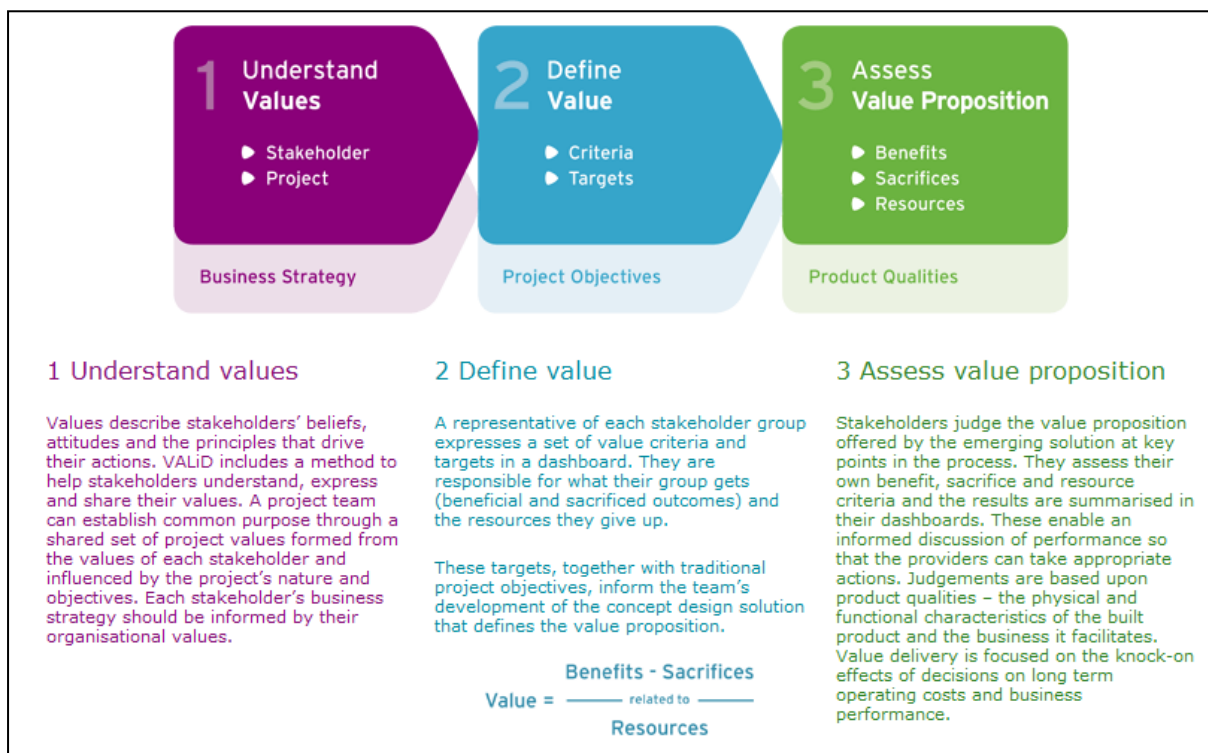 1 Understand
Values
Stakeholder
Project
Business Strategy
2 Define
Value
Criteria
Targets
Project Objectives
3 Assess
Value Proposition
Benefits
Sacrifices
Resources
Product Qualities
1 Understand values
Values describe stakeholders’ beliefs,
attitudes and the principles that drive
their actions. VALiD includes a method to
help stakeholders understand, express
and share their values. A project team
can establish common purpose through a
shared set of project values formed from
the values of each stakeholder and
influenced by the project’s nature and
objectives. Each stakeholder’s business
strategy should be informed by their
organisational values.
2 Define value
A representative of each stakeholder group
expresses a set of value criteria and
targets in a dashboard. They are
responsible for what their group gets
(beneficial and sacrificed outcomes) and
the resources they give up.
These targets, together with traditional
project objectives, inform the team’s
development of the concept design solution
that defines the value proposition.
Benefits - Sacrifices
Value = related to
Resources
3 Assess value proposition
Stakeholders judge the value proposition
offered by the emerging solution at key
points in the process. They assess their
own benefit, sacrifice and resource
criteria and the results are summarised in
their dashboards. These enable an
informed discussion of performance so
that the providers can take appropriate
actions. Judgements are based upon
product qualities – the physical and
functional characteristics of the built
product and the business it facilitates.
Value delivery is focused on the knock-on
effects of decisions on long term
operating costs and business
performance.